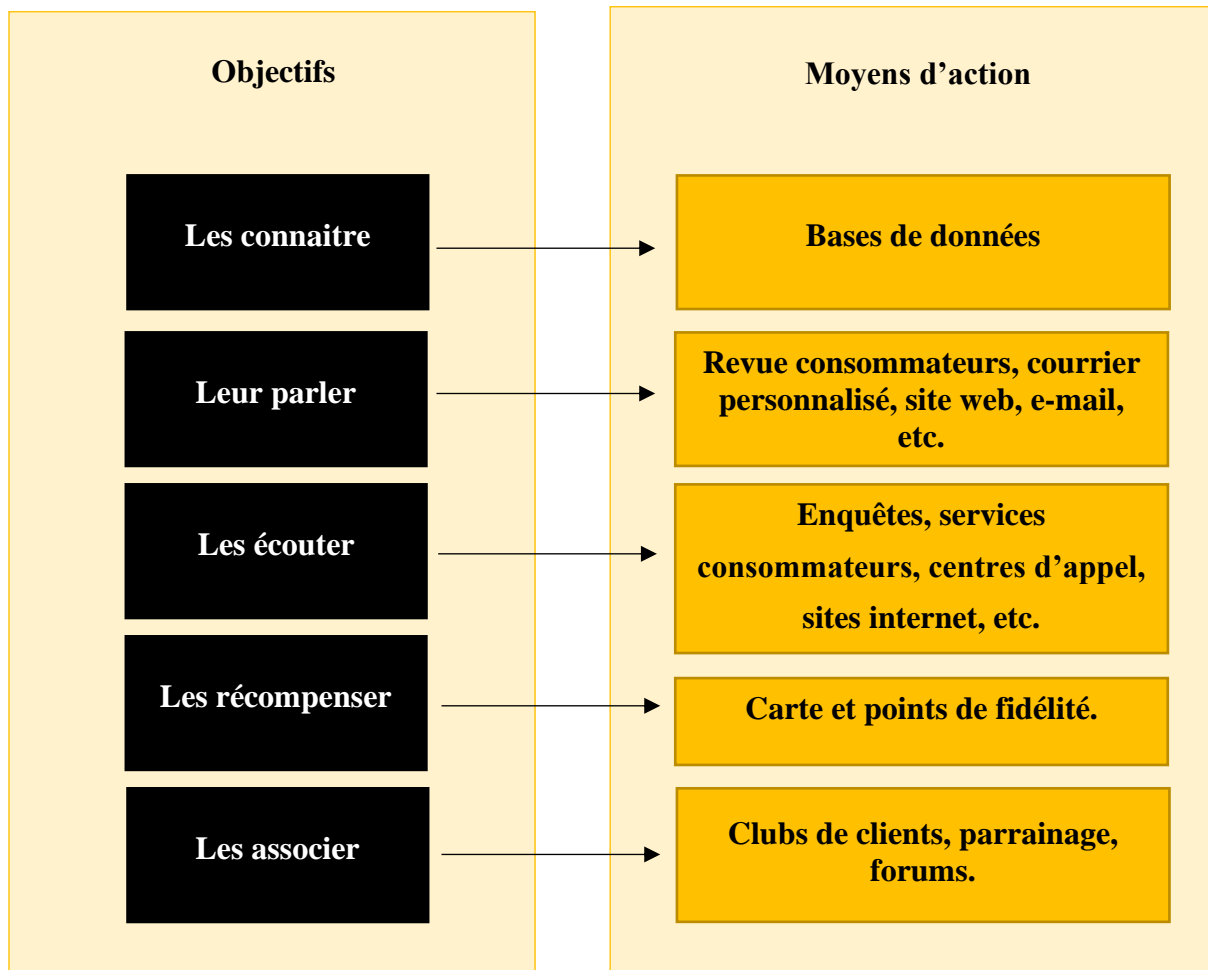 Objectifs
Moyens d’action
Les connaitre
Bases de données
Leur parler
Revue consommateurs, courrier
personnalisé, site web, e-mail,
etc.
Les écouter
Enquêtes, services
consommateurs, centres d’appel,
sites internet, etc.
Les récompenser
Carte et points de fidélité.
Les associer
Clubs de clients, parrainage,
forums.